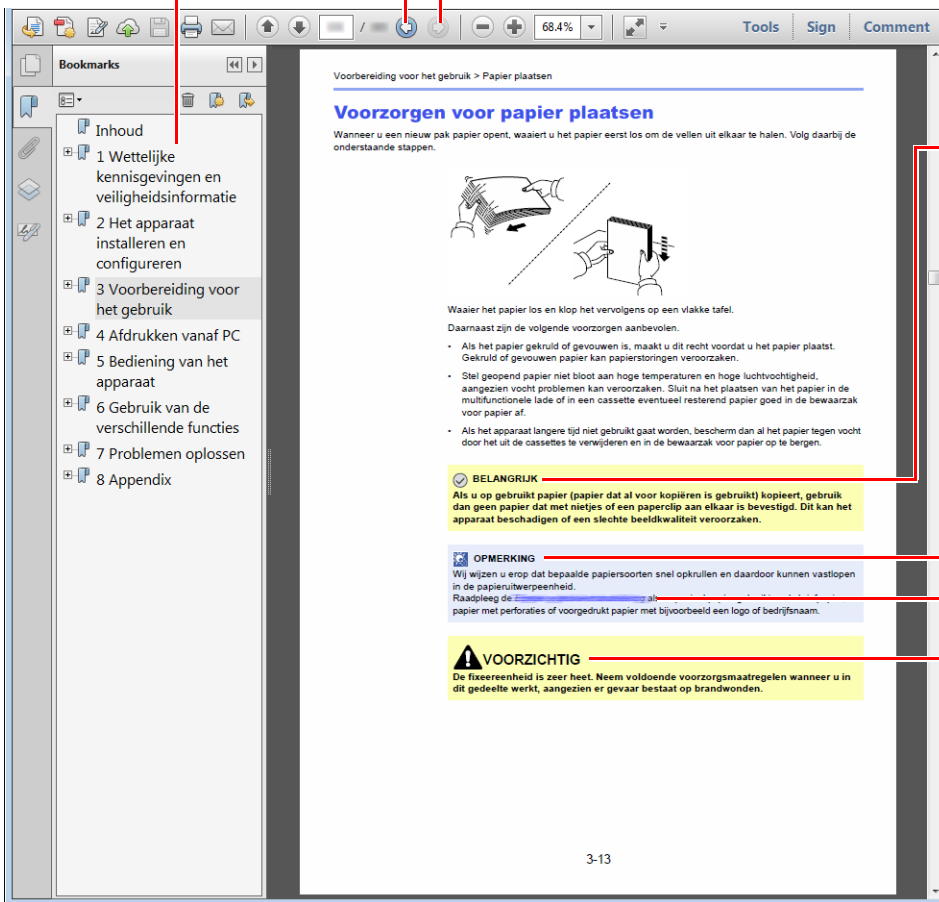 /
68.4%
Tools
Sign
Comment
Bookmarks
Inhoud
1 Wettelijke
kennisgevingen en
veiligheidsinformatie
2 Het apparaat
installeren en
configureren
3 Voorbereiding voor
het gebruik
4 Afdrukken vanaf PC
5 Bediening van het
apparaat
6 Gebruik van de
verschillende functies
7 Problemen oplossen
8 Appendix
Voorbereiding voor het gebruik > Papier plaatsen
Voorzorgen voor papier plaatsen
Wanneer u een nieuw pak papier opent, waaiert u het papier eerst los om de vellen uit elkaar te halen. Volg daarbij de
onderstaande stappen.
Waaier het papier los en klop het vervolgens op een vlakke tafel.
Daarnaast zijn de volgende voorzorgen aanbevolen.
• Als het papier gekruld of gevouwen is, maakt u dit recht voordat u het papier plaatst.
Gekruld of gevouwen papier kan papierstoringen veroorzaken.
• Stel geopend papier niet bloot aan hoge temperaturen en hoge luchtvochtigheid,
aangezien vocht problemen kan veroorzaken. Sluit na het plaatsen van het papier in de
multifunctionele lade of in een cassette eventueel resterend papier goed in de bewaarzak
voor papier af.
• Als het apparaat langere tijd niet gebruikt gaat worden, bescherm dan al het papier tegen vocht
door het uit de cassettes te verwijderen en in de bewaarzak voor papier op te bergen.
BELANGRIJK
Als u op gebruikt papier (papier dat al voor kopiëren is gebruikt) kopieert, gebruik
dan geen papier dat met nietjes of een paperclip aan elkaar is bevestigd. Dit kan het
apparaat beschadigen of een slechte beeldkwaliteit veroorzaken.
OPMERKING
Wij wijzen u erop dat bepaalde papiersoorten snel opkrullen en daardoor kunnen vastlopen
in de papieruitwerpeenheid.
Raadpleeg de als
papier met perforaties of voorgedrukt papier met bijvoorbeeld een logo of bedrijfsnaam.
VOORZICHTIG
De fixeereenheid is zeer heet. Neem voldoende voorzorgsmaatregelen wanneer u in
dit gedeelte werkt, aangezien er gevaar bestaat op brandwonden.
3-13